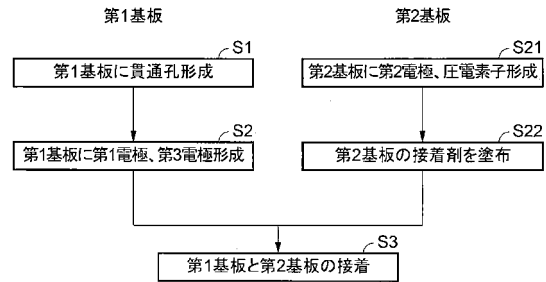 第1基板
第2基板
S1
第1基板に貫通孔形成
S21
第2基板に第2電極、圧電素子形成
S2
第1基板に第1電極、第3電極形成
S22
第2基板の接着剤を塗布
S3
第1基板と第2基板の接着